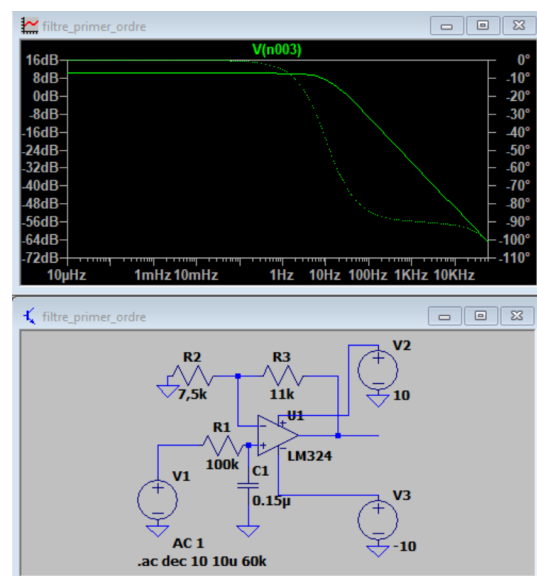 filtre_primer_ordre
V(n003)
16dB 0°
8dB -10°
0dB -20°
-8dB -30°
-16dB -40°
-24dB -50°
-32dB -60°
-40dB -70°
-48dB -80°
-56dB -90°
-64dB -100°
-72dB -110°
10µHz 1mHz 10mHz 1Hz 10Hz 100Hz 1KHz 10KHz
filtre_primer_ordre
R2 R3 V2
7,5k 11k 10
R1 U1
100k LM324
V1 C1
0.15µ V3
AC 1 -10
.ac dec 10 10u 60k